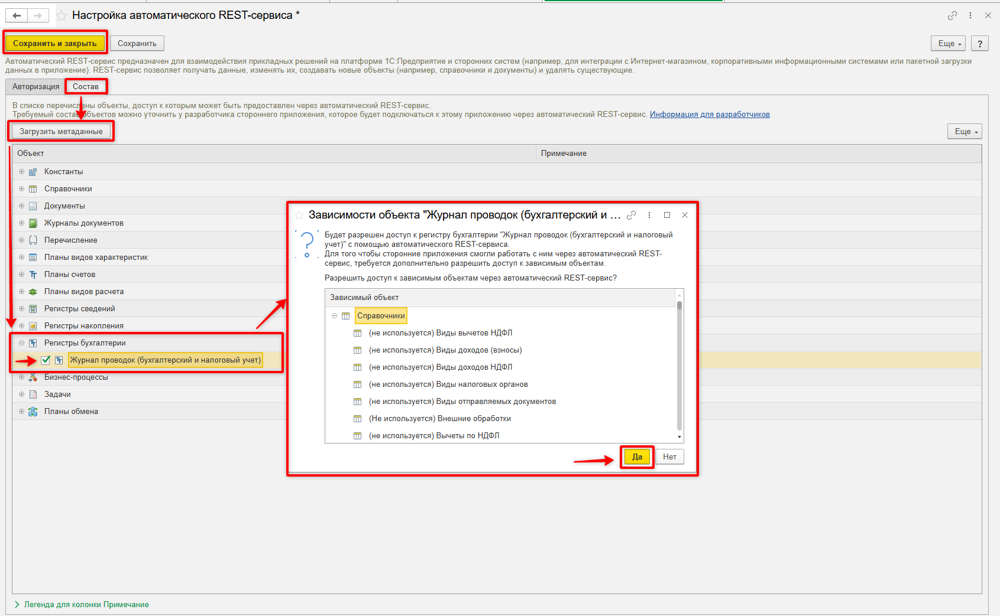 Настройка автоматического REST-сервиса *
Сохранить и закрыть
Сохранить
Еще
?
Автоматический REST-сервис предназначен для взаимодействия прикладных решений на платформе 1С:Предприятие и сторонних систем (например, для интеграции с Интернет-магазином, корпоративными информационными системами или пакетной загрузки
данных в приложение). REST-сервис позволяет получать данные, изменять их, создавать новые объекты (например, справочники и документы) и удалять существующие.
Авторизация
Состав
В списке перечислены объекты, доступ к которым может быть предоставлен через автоматический REST-сервис.
Требуемый состав объектов можно уточнить у разработчика стороннего приложения, которое будет подключаться к этому приложению через автоматический REST-сервис. Информация для разработчиков
Загрузить метаданные
Еще
Объект
Примечание
Константы
Справочники
Документы
Журналы документов
Перечисление
Планы видов характеристик
Планы счетов
Планы видов расчета
Регистры сведений
Регистры накопления
Регистры бухгалтерии
Журнал проводок (бухгалтерский и налоговый учет)
Бизнес-процессы
Задачи
Планы обмена
Легенда для колонки Примечание
Зависимости объекта "Журнал проводок (бухгалтерский и ...
Будет разрешен доступ к регистру бухгалтерии "Журнал проводок (бухгалтерский и налоговый
учет)" с помощью автоматического REST-сервиса.
Для того чтобы сторонние приложения смогли работать с ним через автоматический REST-
сервис, требуется дополнительно разрешить доступ к зависимым объектам.
Разрешить доступ к зависимым объектам через автоматический REST-сервис?
Зависимый объект
Справочники
(не используется) Виды вычетов НДФЛ
(не используется) Виды доходов (взносы)
(не используется) Виды доходов НДФЛ
(не используется) Виды налоговых органов
(не используется) Виды отправляемых документов
(Не используется) Внешние обработки
(не используется) Вычеты по НДФЛ
Да
Нет